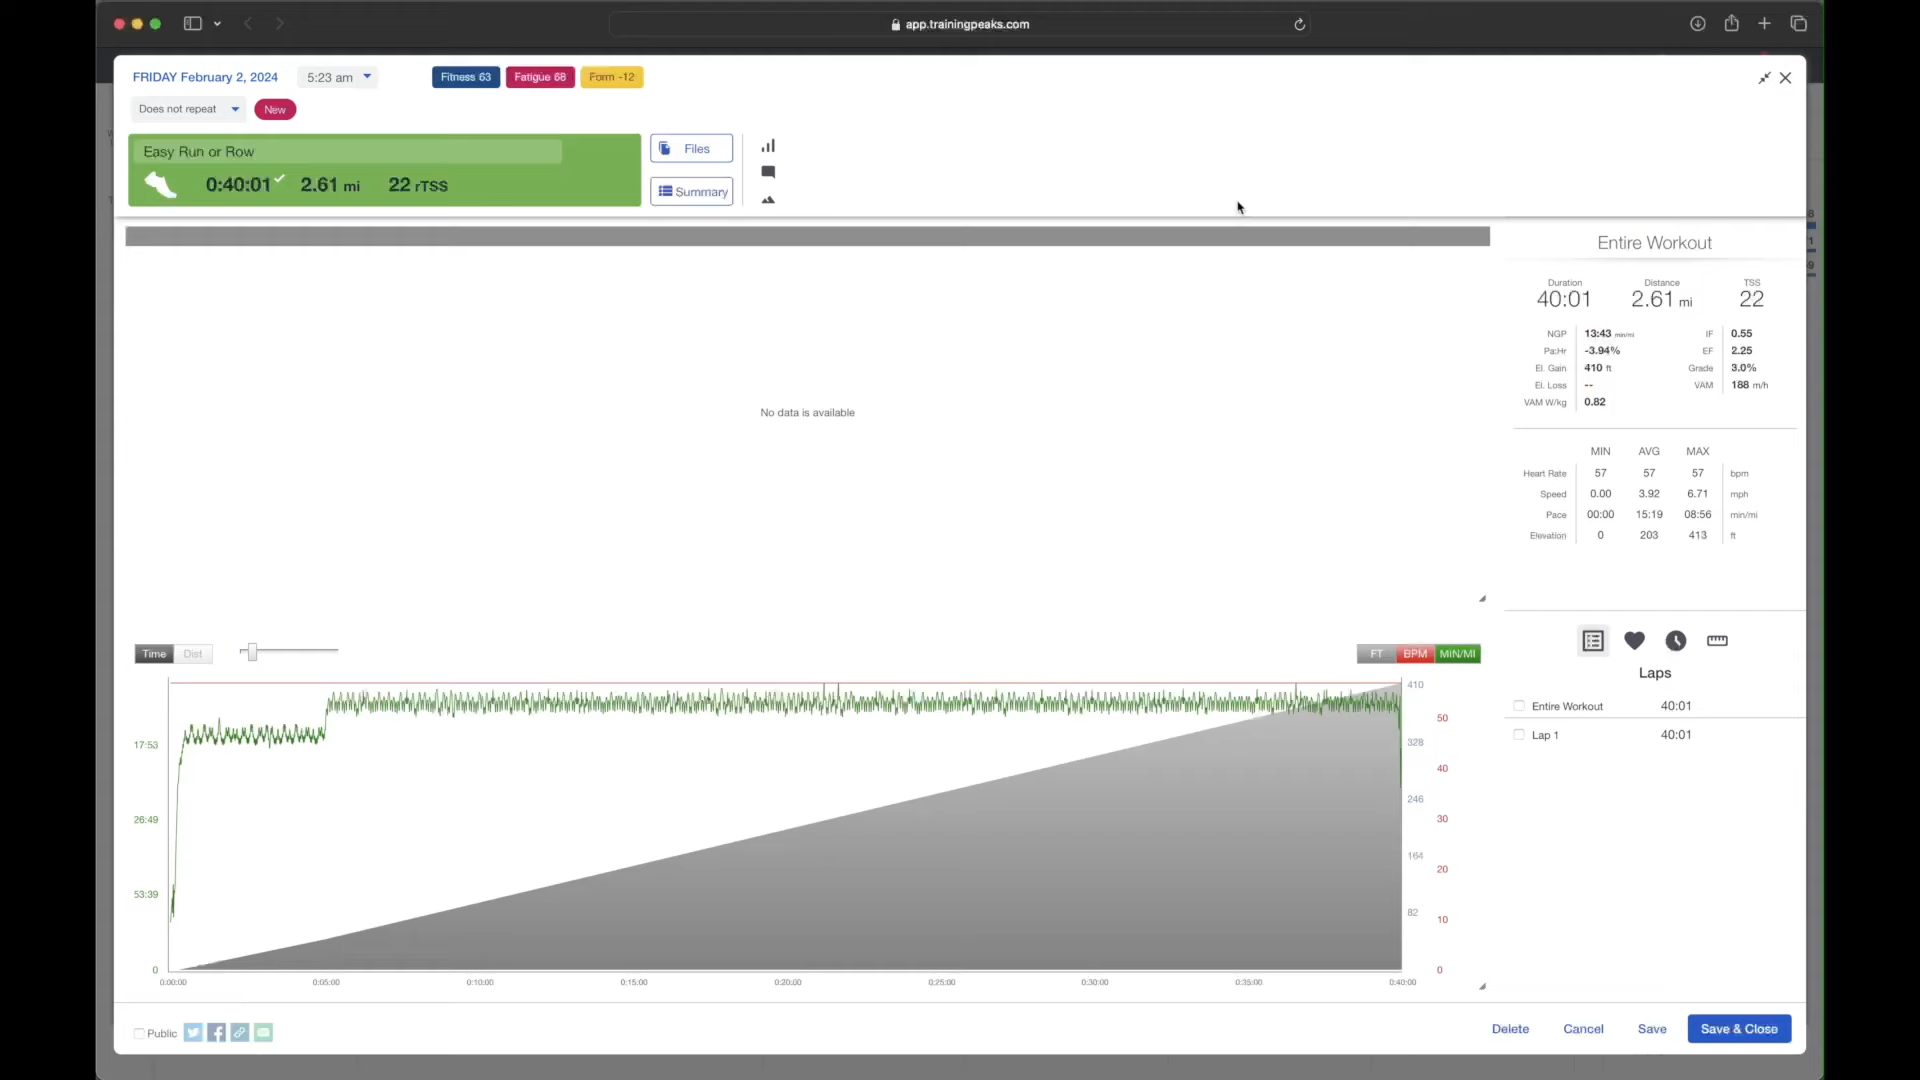 app.trainingpeaks.com
FRIDAY February 2, 2024
5:23 am
Fitness 63
Fatigue 68
Form -12
Does not repeat
New
Easy Run or Row
0:40:01
2.61 mi
22 rTSS
Files
Summary
Entire Workout
Duration Distance TSS
40:01 2.61 mi 22
NGP 13:43 min/mi IF 0.55
Pa:Hr -3.94% EF 2.25
El. Gain 410 ft Grade 3.0%
El. Loss -- VAM 188 m/h
VAM W/kg 0.82
MIN AVG MAX
Heart Rate 57 57 57 bpm
Speed 0.00 3.92 6.71 mph
Pace 00:00 15:19 08:56 min/mi
Elevation 0 203 413 ft
No data is available
Time Dist
FT BPM MIN/MI
Laps
Entire Workout 40:01
Lap 1 40:01
17:53
26:49
53:39
0
410
328
246
164
82
50
40
30
20
10
0
0:00:00 0:05:00 0:10:00 0:15:00 0:20:00 0:25:00 0:30:00 0:35:00 0:40:00
Public
Delete Cancel Save Save & Close